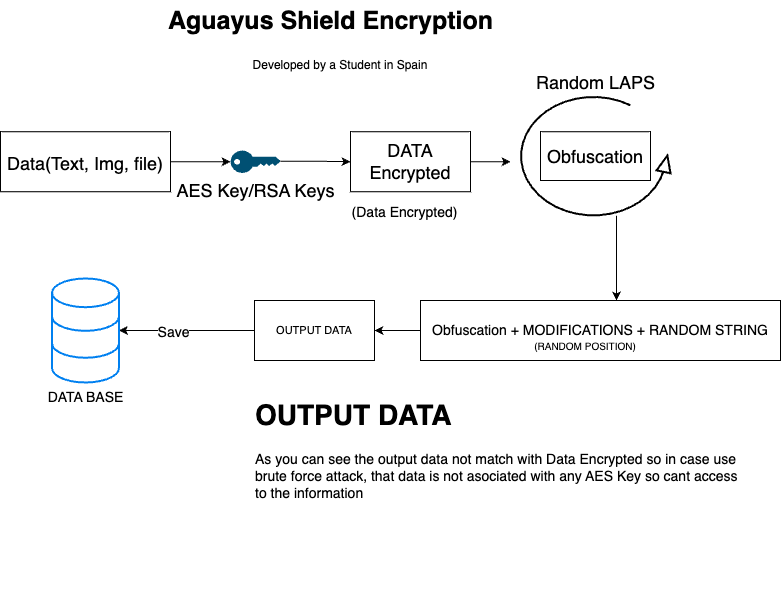 Aguayus Shield Encryption
Developed by a Student in Spain
Random LAPS
Data(Text, Img, file)
AES Key/RSA Keys
DATA
Encrypted
(Data Encrypted)
Obfuscation
Obfuscation + MODIFICATIONS + RANDOM STRING
(RANDOM POSITION)
OUTPUT DATA
Save
DATA BASE
OUTPUT DATA
As you can see the output data not match with Data Encrypted so in case use
brute force attack, that data is not asociated with any AES Key so cant access
to the information